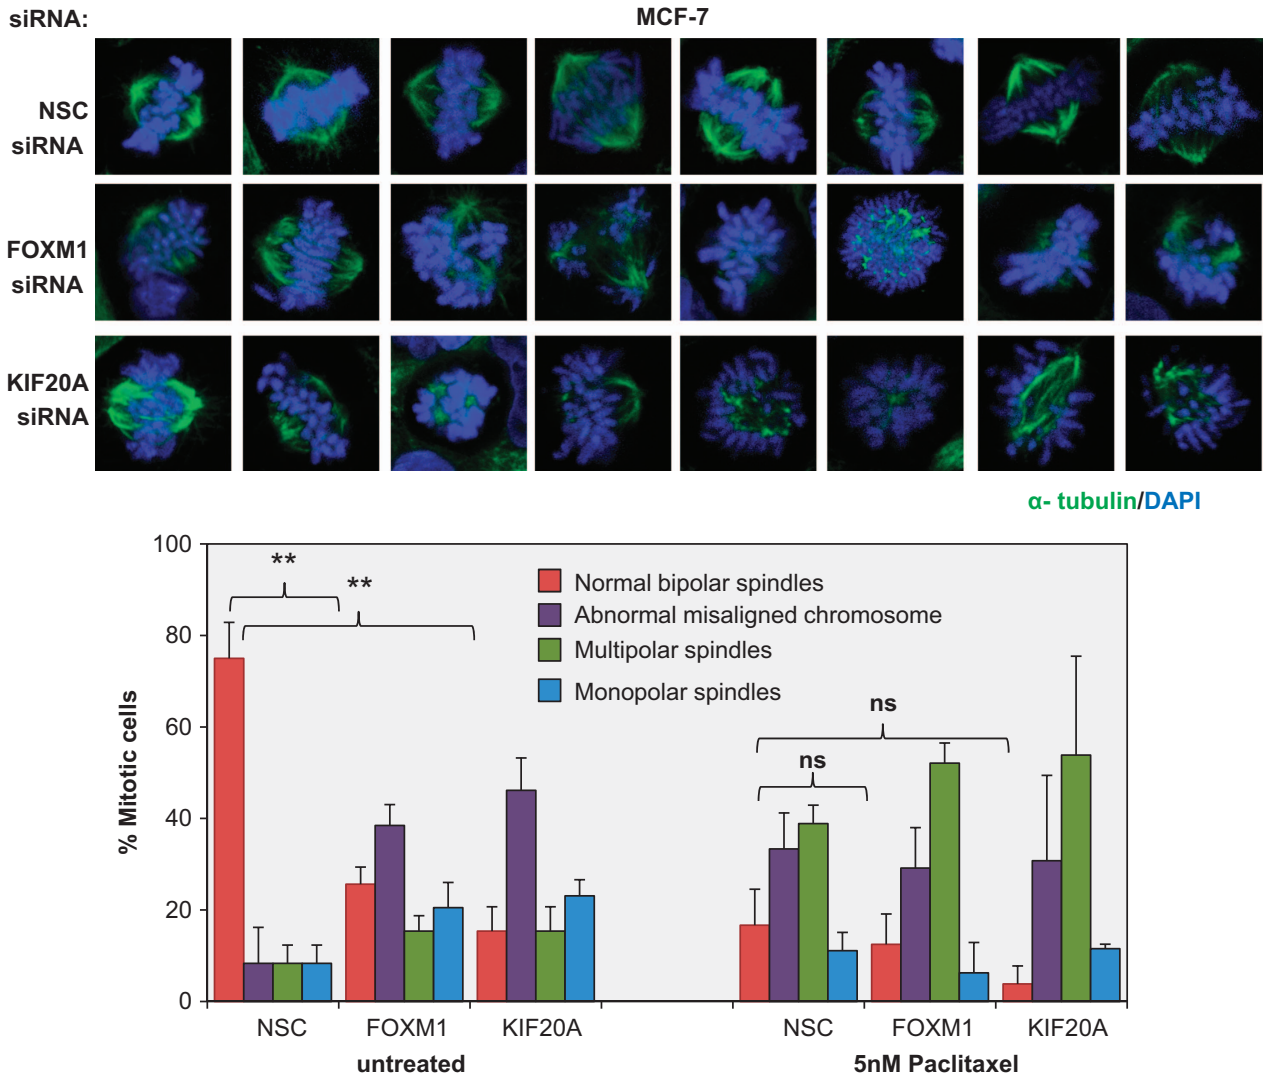 siRNA:
MCF-7
NSC
siRNA
FOXM1
siRNA
KIF20A
siRNA
α- tubulin/DAPI
100
80
60
40
20
0
% Mitotic cells
**
**
Normal bipolar spindles
Abnormal misaligned chromosome
Multipolar spindles
Monopolar spindles
ns
ns
NSC FOXM1 KIF20A NSC FOXM1 KIF20A
untreated 5nM Paclitaxel